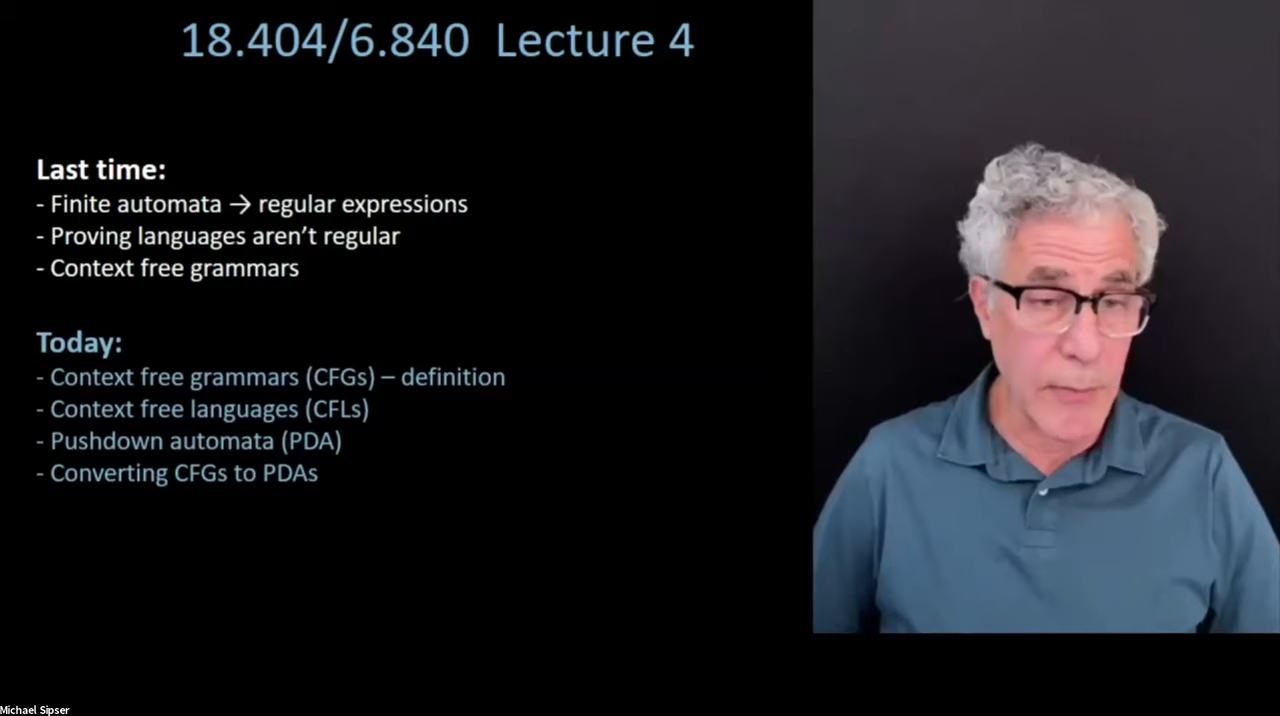 18.404/6.840 Lecture 4
Last time:
- Finite automata → regular expressions
- Proving languages aren't regular
- Context free grammars
Today:
- Context free grammars (CFGs) – definition
- Context free languages (CFLs)
- Pushdown automata (PDA)
- Converting CFGs to PDAs
Michael Sipser